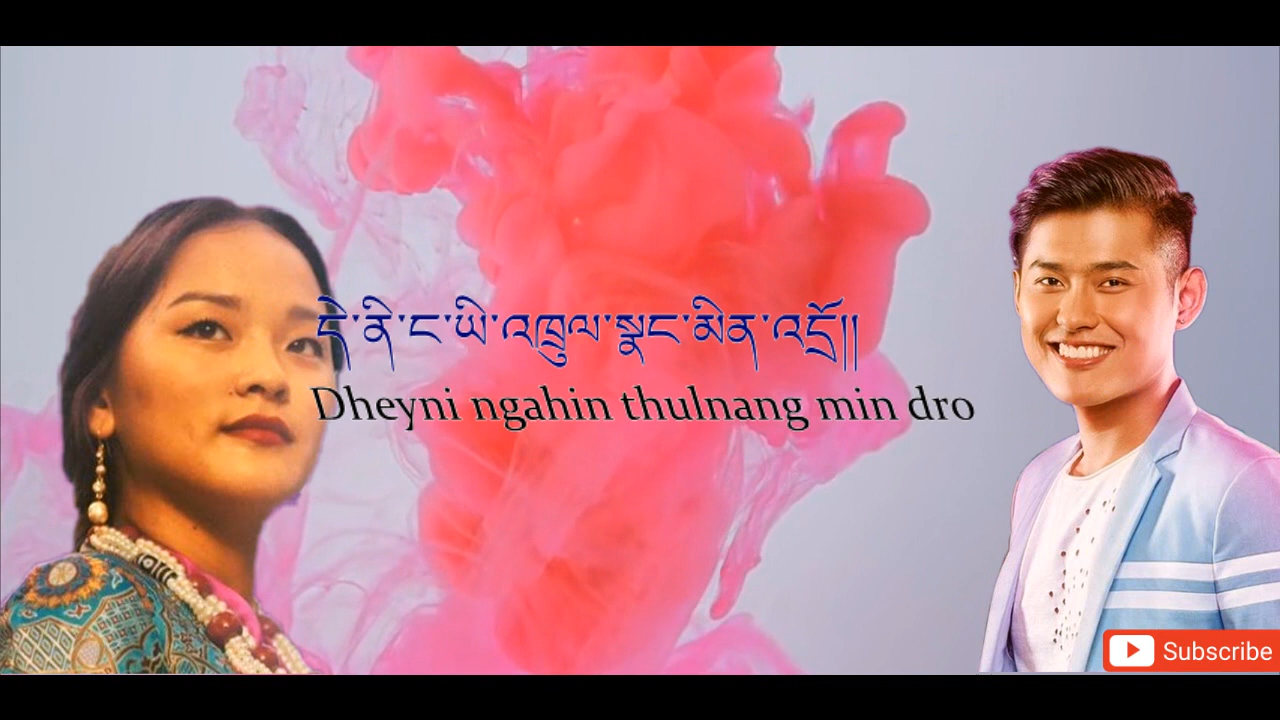 དེ་ནི་ང་ཡི་འཁྲུལ་སྣང་མིན་འདྲོ།།
Dheyni ngahin thulnang min dro
Subscribe